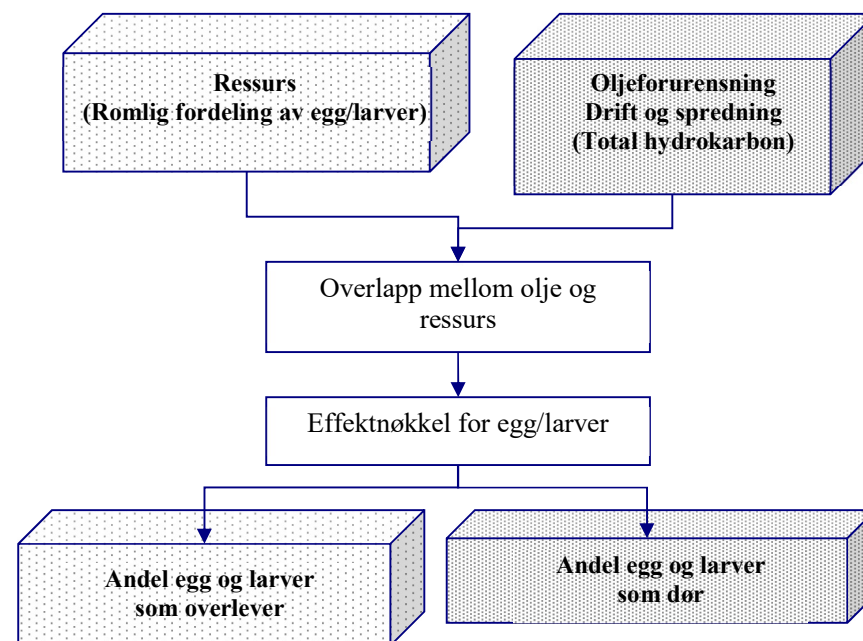 Ressurs
(Romlig fordeling av egg/larver)
Oljeforurensning
Drift og spredning
(Total hydrokarbon)
Overlapp mellom olje og
ressurs
Effektnøkkel for egg/larver
Andel egg og larver
som overlever
Andel egg og larver
som dør